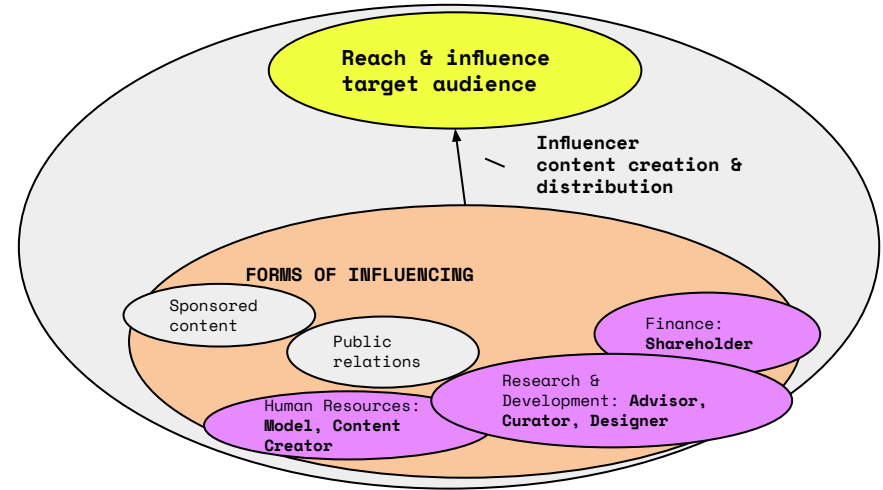 Reach & influence
target audience
Influencer
content creation &
distribution
FORMS OF INFLUENCING
Sponsored
content
Public
relations
Finance:
Shareholder
Research &
Development: Advisor,
Curator, Designer
Human Resources:
Model, Content
Creator